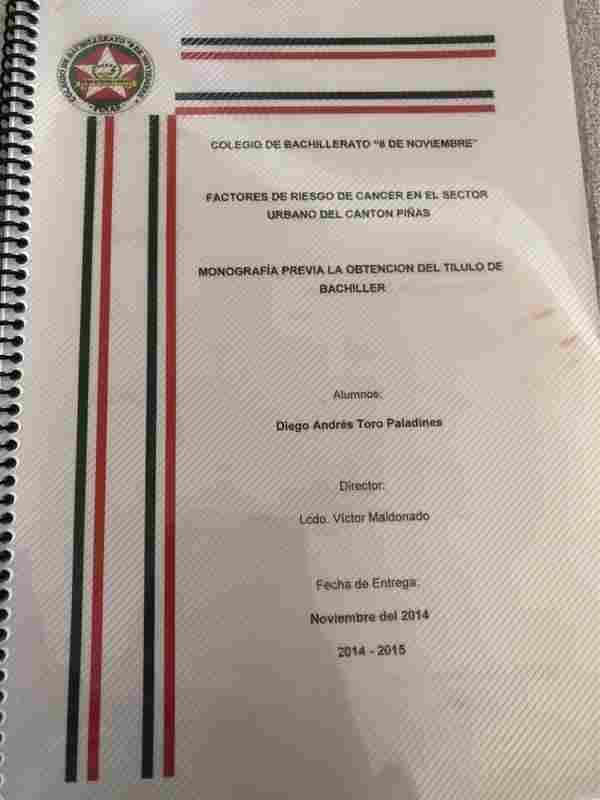 COLEGIO DE BACHILLERATO "8 DE NOVIEMBRE"
FACTORES DE RIESGO DE CANCER EN EL SECTOR
URBANO DEL CANTON PIÑAS
MONOGRAFÍA PREVIA LA OBTENCION DEL TILULO DE
BACHILLER
Alumnos:
Diego Andrés Toro Paladines
Director:
Lcdo. Víctor Maldonado
Fecha de Entrega:
Noviembre del 2014
2014 - 2015